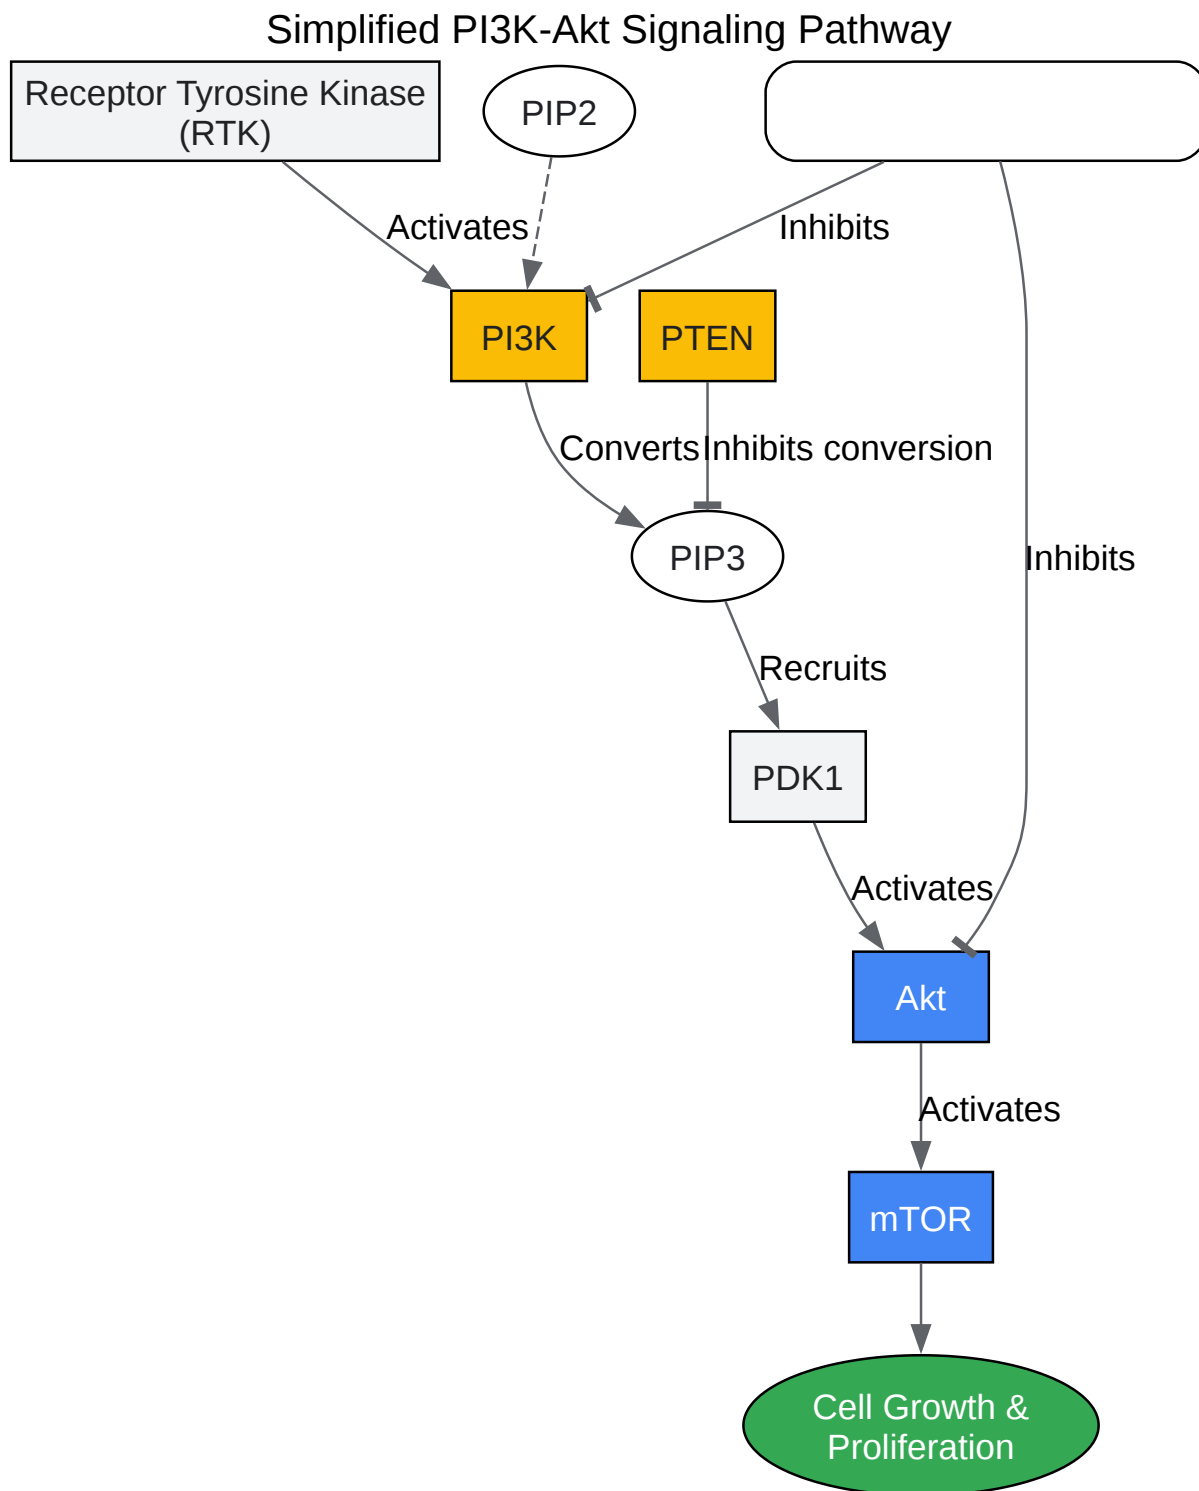 Simplified PI3K-Akt Signaling Pathway
Receptor Tyrosine Kinase
(RTK)
PIP2
Activates
Inhibits
PI3K
PTEN
Converts
Inhibits conversion
PIP3
Inhibits
Recruits
PDK1
Activates
Akt
Activates
mTOR
Cell Growth &
Proliferation